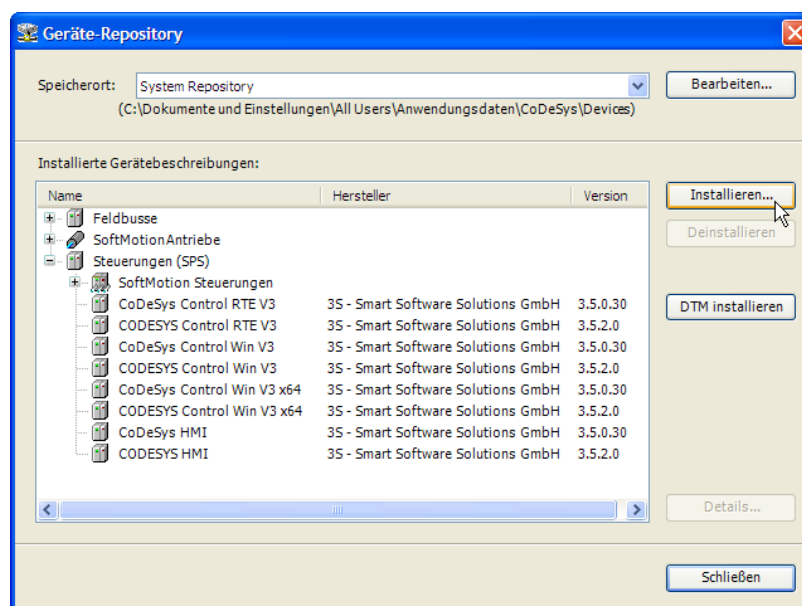 Geräte-Repository
Speicherort: System Repository Bearbeiten...
(C:\Dokumente und Einstellungen\All Users\Anwendungsdaten\CoDeSys\Devices)
Installierte Gerätebeschreibungen:
Name Hersteller Version Installieren...
Feldbusse
SoftMotion Antriebe Deinstallieren
Steuerungen (SPS)
SoftMotion Steuerungen
CoDeSys Control RTE V3 3S - Smart Software Solutions GmbH 3.5.0.30 DTM installieren
CODESYS Control RTE V3 3S - Smart Software Solutions GmbH 3.5.2.0
CoDeSys Control Win V3 3S - Smart Software Solutions GmbH 3.5.0.30
CODESYS Control Win V3 3S - Smart Software Solutions GmbH 3.5.2.0
CoDeSys Control Win V3 x64 3S - Smart Software Solutions GmbH 3.5.0.30
CODESYS Control Win V3 x64 3S - Smart Software Solutions GmbH 3.5.2.0
CoDeSys HMI 3S - Smart Software Solutions GmbH 3.5.0.30
CODESYS HMI 3S - Smart Software Solutions GmbH 3.5.2.0
Details...
Schließen